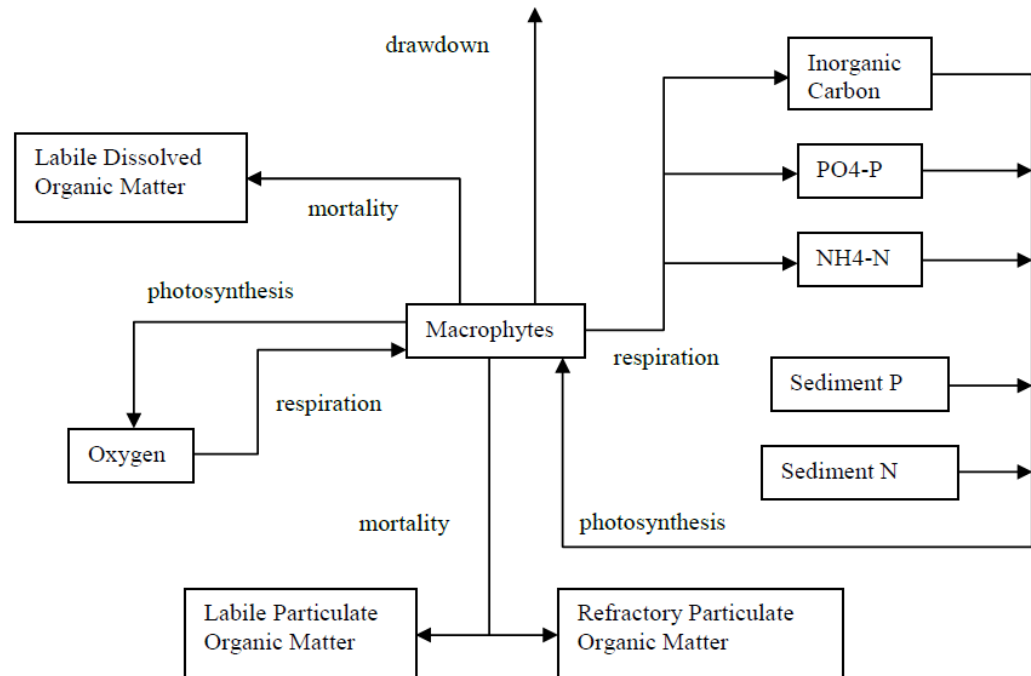 drawdown
Inorganic
Carbon
Labile Dissolved
Organic Matter
PO4-P
mortality
NH4-N
photosynthesis
Macrophytes
respiration
Sediment P
respiration
Oxygen
Sediment N
mortality
photosynthesis
Labile Particulate
Organic Matter
Refractory Particulate
Organic Matter